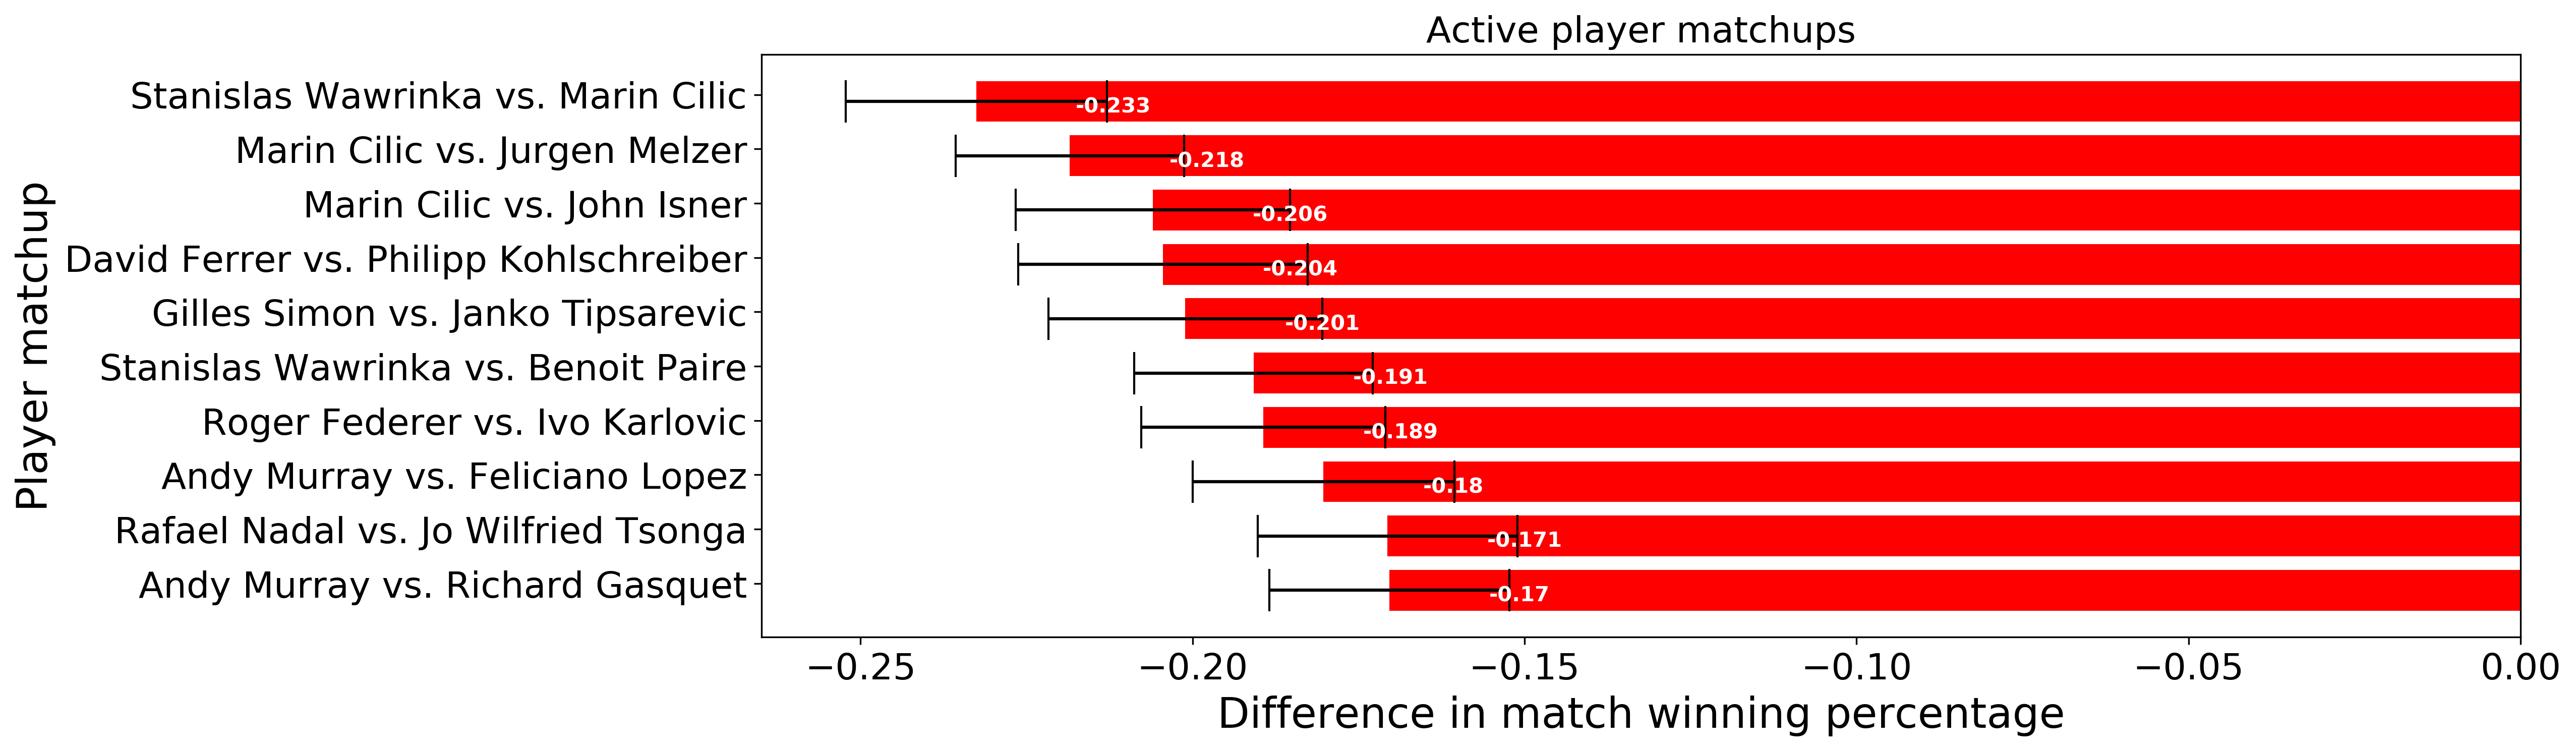 Active player matchups
Player matchup
Stanislas Wawrinka vs. Marin Cilic
-0.233
Marin Cilic vs. Jurgen Melzer
-0.218
Marin Cilic vs. John Isner
-0.206
David Ferrer vs. Philipp Kohlschreiber
-0.204
Gilles Simon vs. Janko Tipsarevic
-0.201
Stanislas Wawrinka vs. Benoit Paire
-0.191
Roger Federer vs. Ivo Karlovic
-0.189
Andy Murray vs. Feliciano Lopez
-0.18
Rafael Nadal vs. Jo Wilfried Tsonga
-0.171
Andy Murray vs. Richard Gasquet
-0.17
−0.25 −0.20 −0.15 −0.10 −0.05 0.00
Difference in match winning percentage